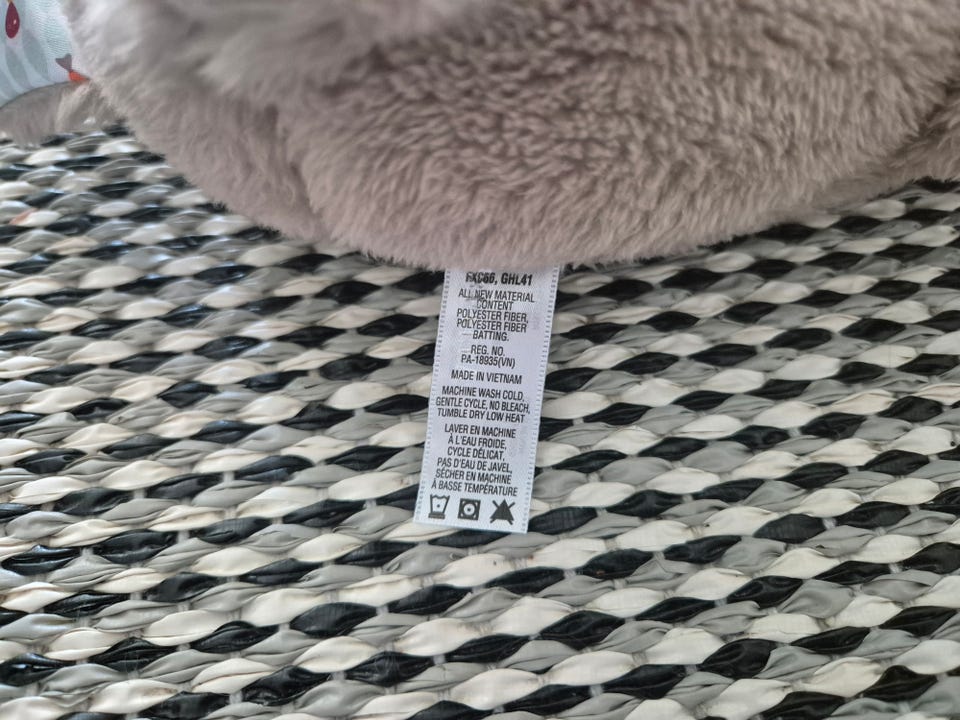 FXC66, GHL41
ALL NEW MATERIAL
CONTENT
POLYESTER FIBER,
POLYESTER FIBER
BATTING.
REG. NO.
PA-18935(VN)
MADE IN VIETNAM
MACHINE WASH COLD,
GENTLE CYCLE, NO BLEACH,
TUMBLE DRY LOW HEAT
LAVER EN MACHINE
À L'EAU FROIDE,
CYCLE DÉLICAT,
PAS D'EAU DE JAVEL,
SÉCHER EN MACHINE
À BASSE TEMPÉRATURE